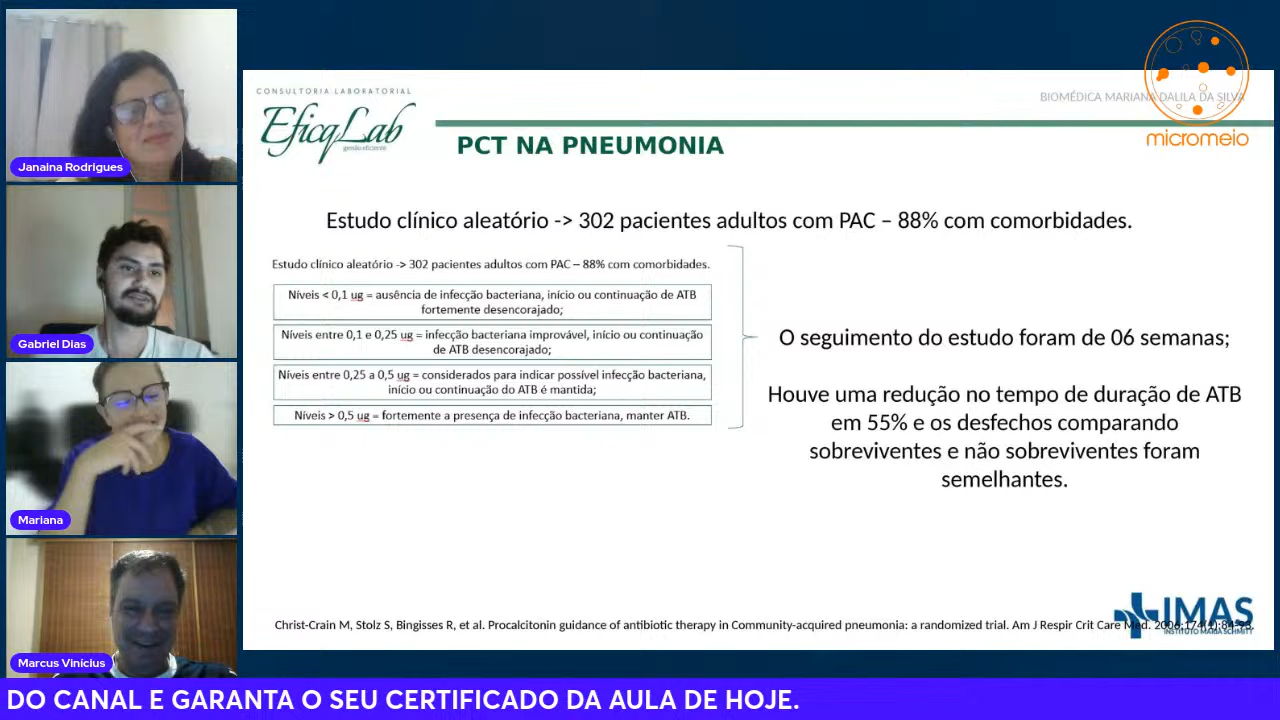 Janaina Rodrigues
Gabriel Dias
Mariana
Marcus Vinícius
CONSULTORIA LABORATORIAL
EficqLab
gestão eficiente
BIOMÉDICA MARIANA DALILA DA SILVA
micromeio
PCT NA PNEUMONIA
Estudo clínico aleatório -> 302 pacientes adultos com PAC – 88% com comorbidades.
Estudo clínico aleatório -> 302 pacientes adultos com PAC – 88% com comorbidades.
Níveis < 0,1 ug = ausência de infecção bacteriana, início ou continuação de ATB
fortemente desencorajado;
Níveis entre 0,1 e 0,25 ug = infecção bacteriana improvável, início ou continuação
de ATB desencorajado;
Níveis entre 0,25 a 0,5 ug = considerados para indicar possível infecção bacteriana,
início ou continuação do ATB é mantida;
Níveis > 0,5 ug = fortemente a presença de infecção bacteriana, manter ATB.
O seguimento do estudo foram de 06 semanas;
Houve uma redução no tempo de duração de ATB
em 55% e os desfechos comparando
sobreviventes e não sobreviventes foram
semelhantes.
Christ-Crain M, Stolz S, Bingisses R, et al. Procalcitonin guidance of antibiotic therapy in Community-acquired pneumonia: a randomized trial. Am J Respir Crit Care Med. 2006;174(1):84-93.
IMAS
INSTITUTO MARIA SCHMITT
DO CANAL E GARANTA O SEU CERTIFICADO DA AULA DE HOJE.